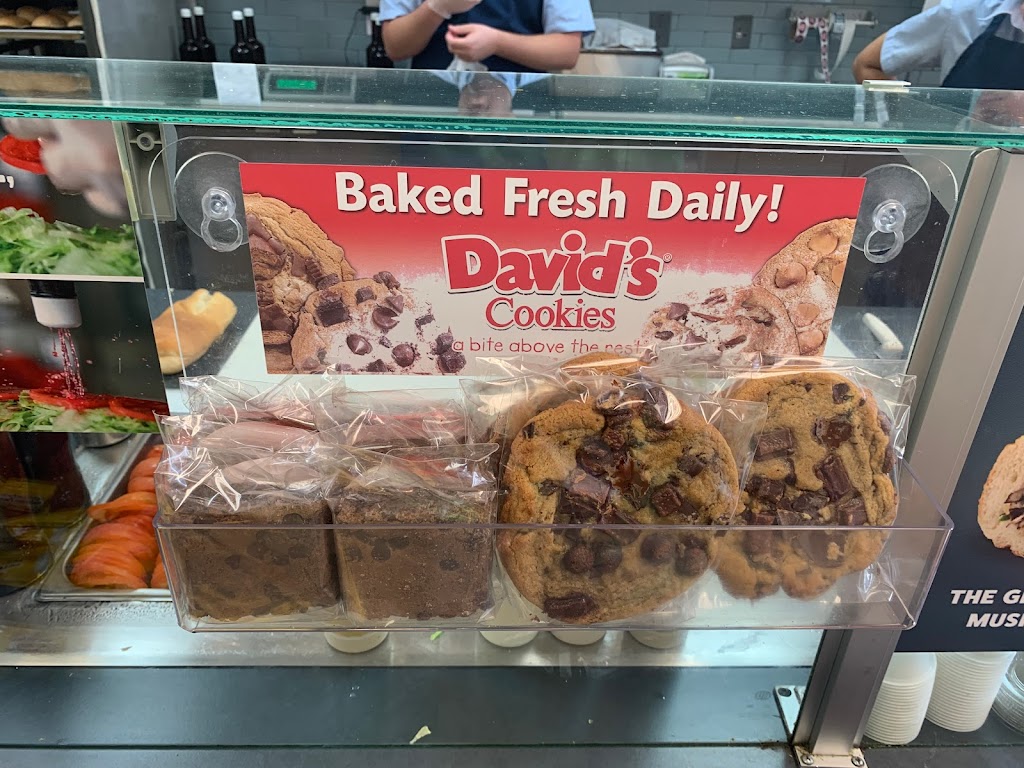 Baked Fresh Daily!
David's®
Cookies
a bite above the rest
THE G
MUS